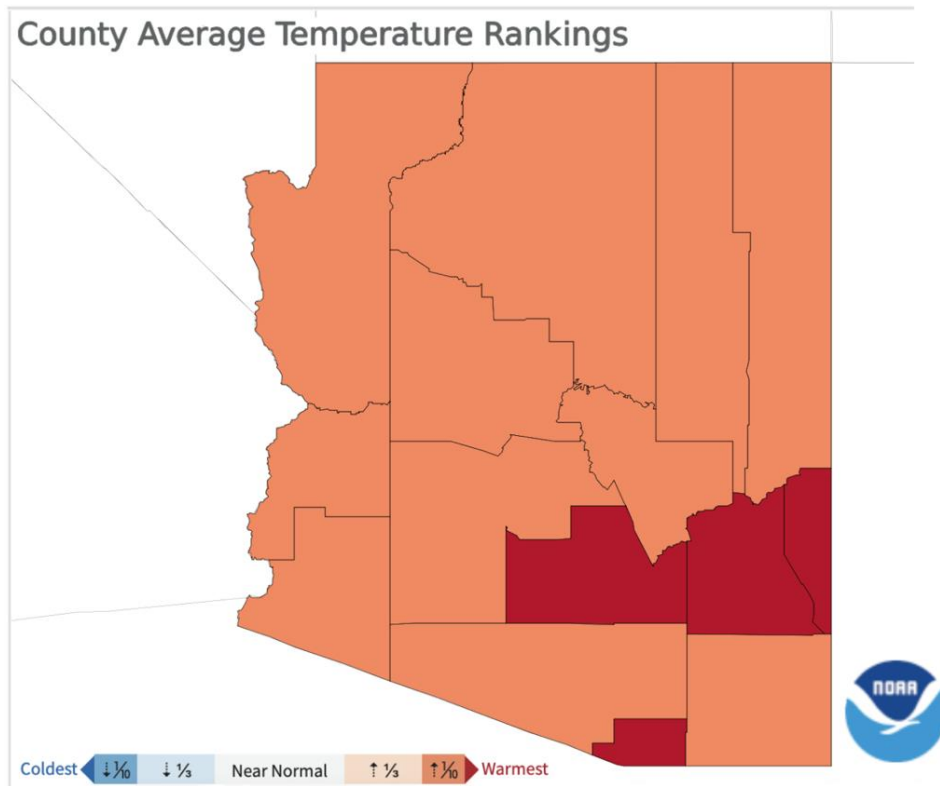 County Average Temperature Rankings
NOAA
Coldest ⇣⅒ ⇣⅓ Near Normal ⇡⅓ ⇡⅒ Warmest